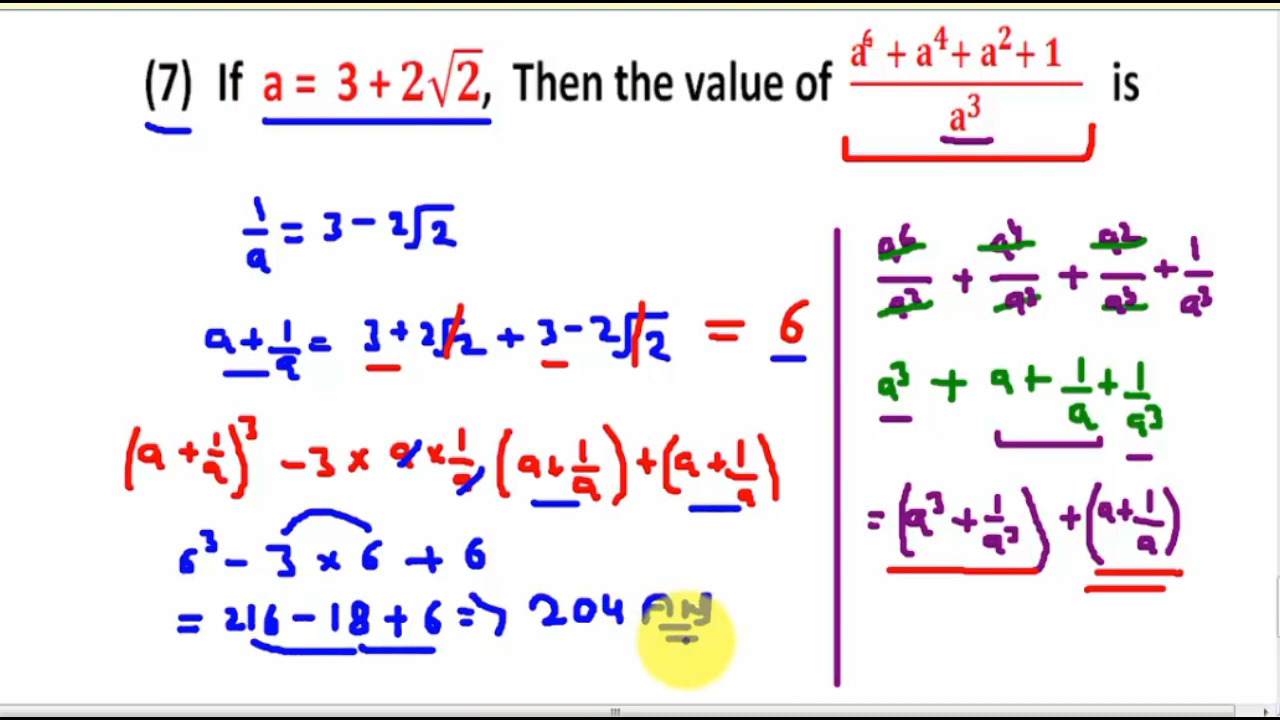 (7) If a = 3 + 2√2, Then the value of (a⁶ + a⁴ + a² + 1)/a³ is
1/a = 3 - 2√2
a + 1/a = 3 + 2√2 + 3 - 2√2 = 6
(a + 1/a)³ - 3 × a × 1/a (a + 1/a) + (a + 1/a)
6³ - 3 × 6 + 6
= 216 - 18 + 6 => 204 AN
a⁶/a³ + a⁴/a³ + a²/a³ + 1/a³
a³ + a + 1/a + 1/a³
= (a³ + 1/a³) + (a + 1/a)